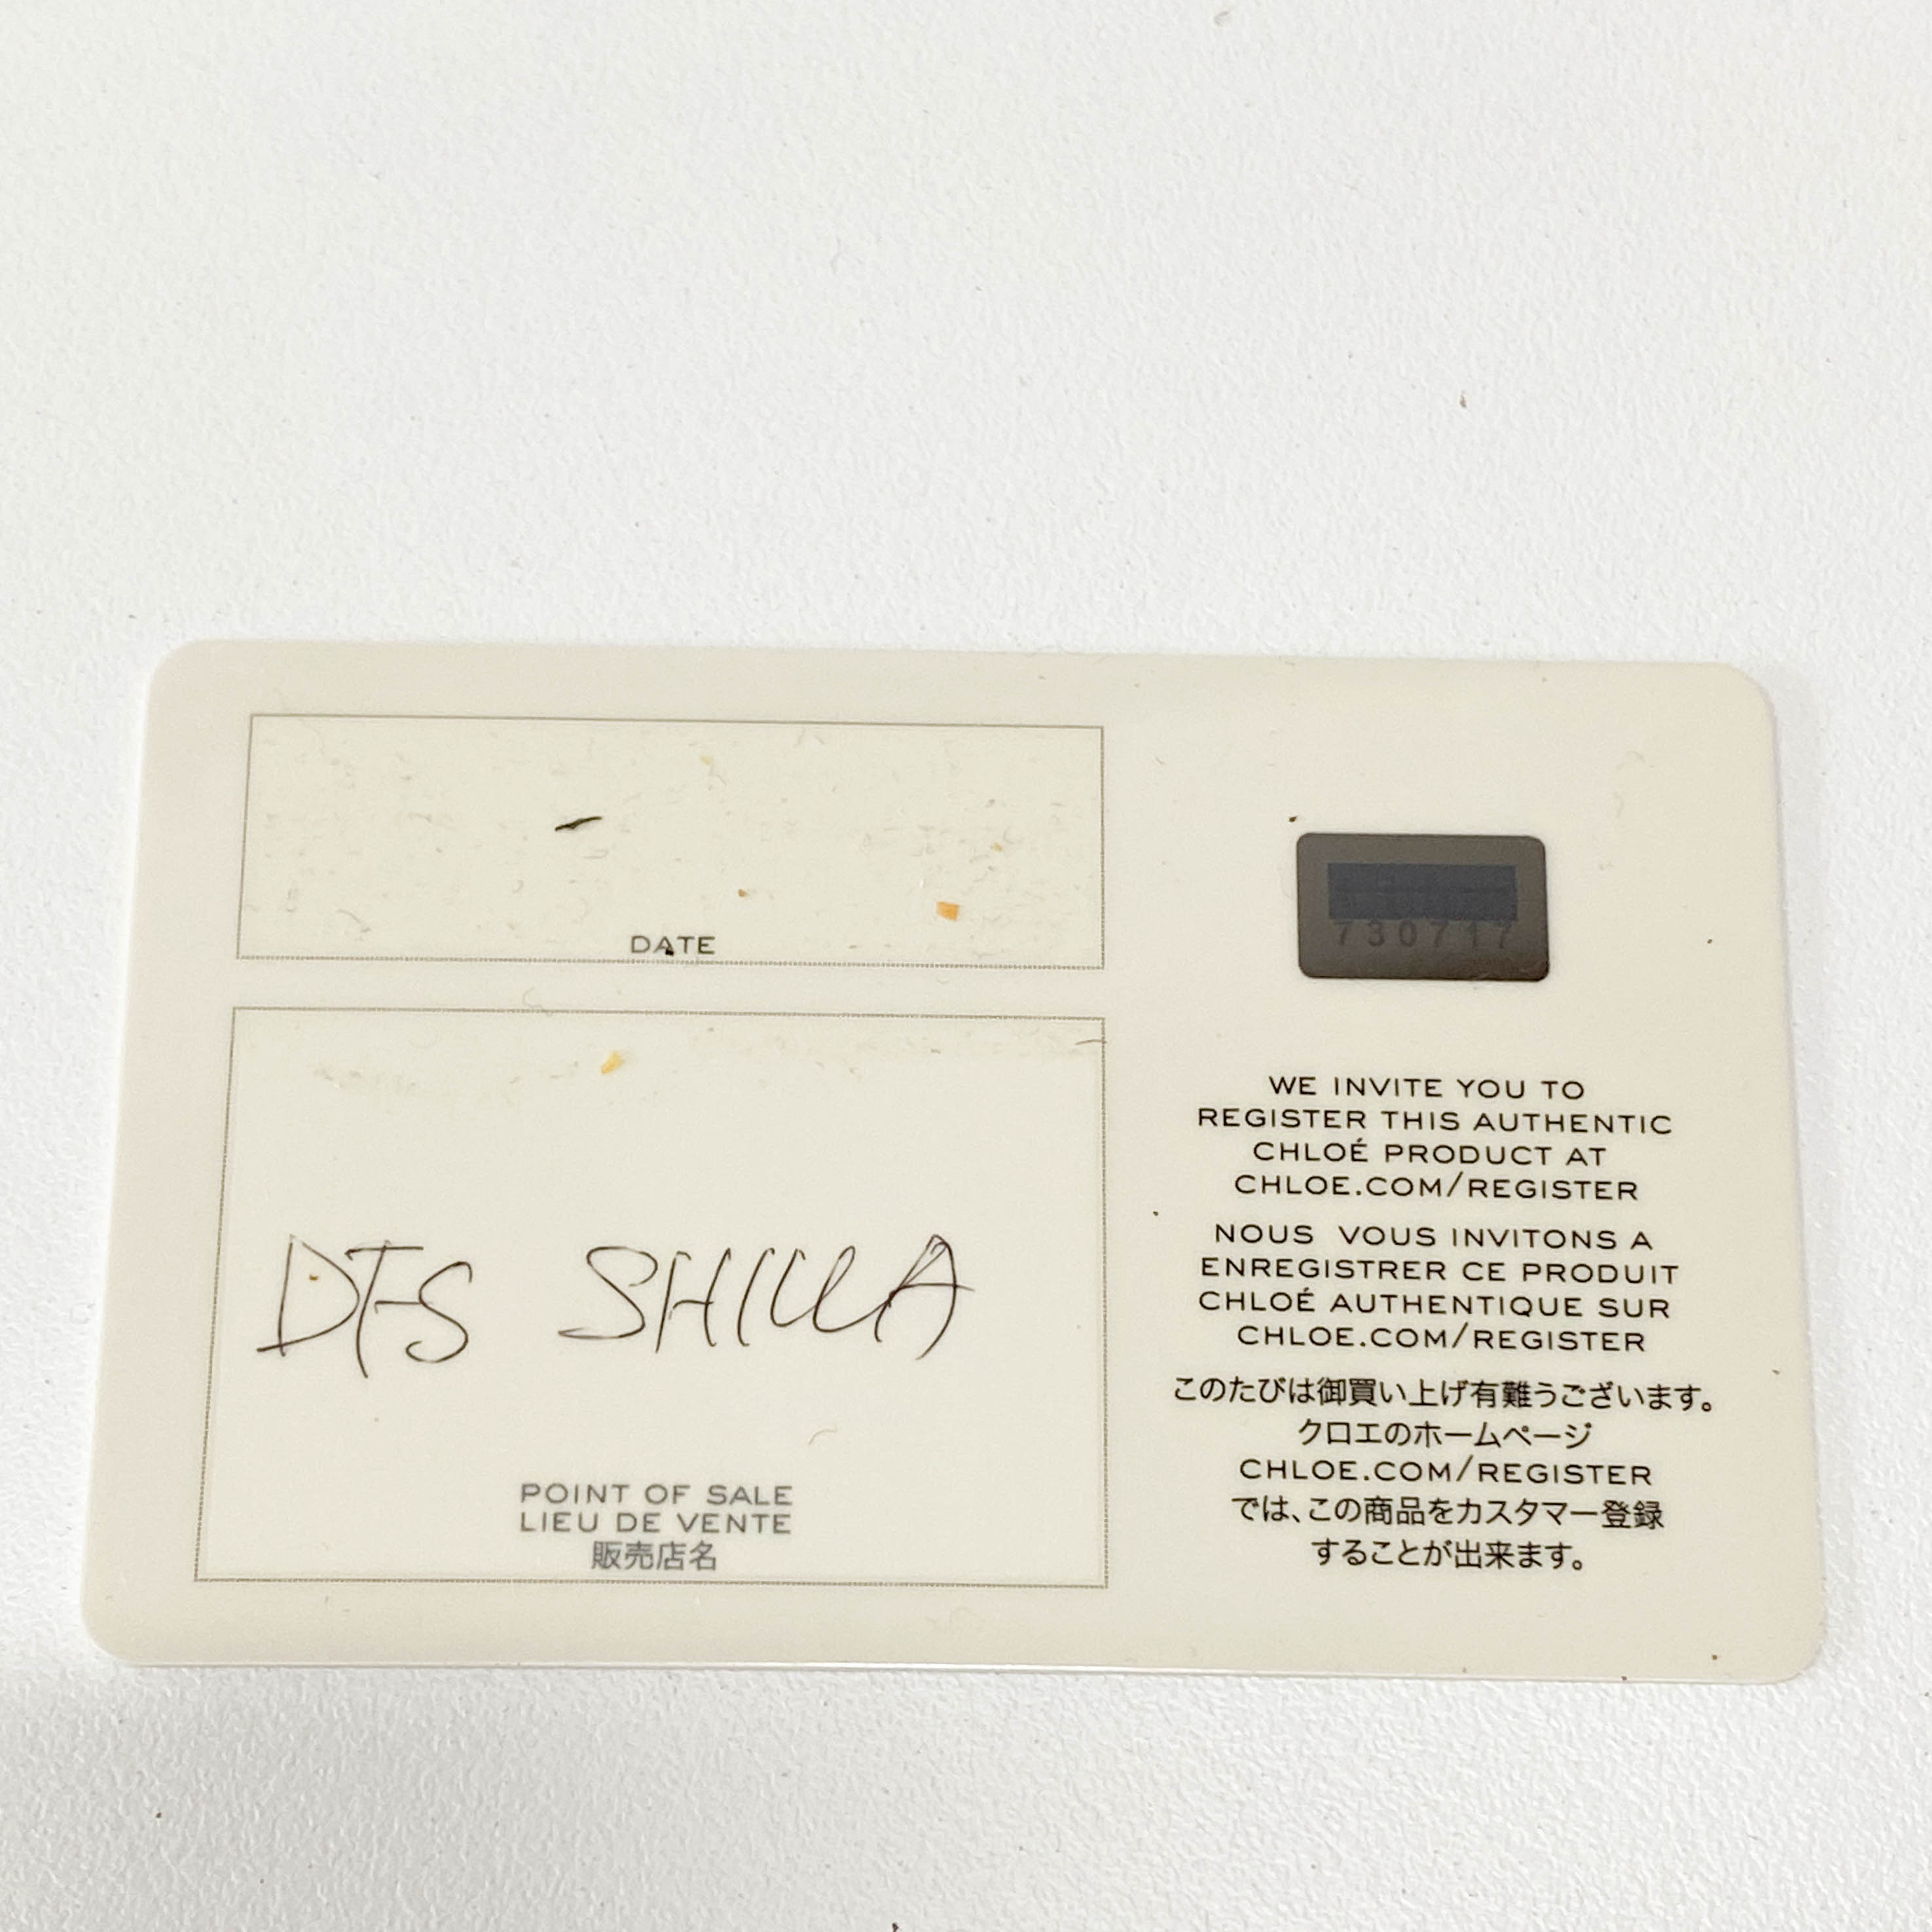 DATE
DFS SHILLA
POINT OF SALE
LIEU DE VENTE
販売店名
730717
WE INVITE YOU TO
REGISTER THIS AUTHENTIC
CHLOÉ PRODUCT AT
CHLOE.COM/REGISTER
NOUS VOUS INVITONS A
ENREGISTRER CE PRODUIT
CHLOÉ AUTHENTIQUE SUR
CHLOE.COM/REGISTER
このたびは御買い上げ有難うございます。
クロエのホームページ
CHLOE.COM/REGISTER
では、この商品をカスタマー登録
することが出来ます。